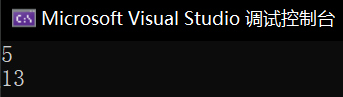 C:\
Microsoft Visual Studio 调试控制台
5
13